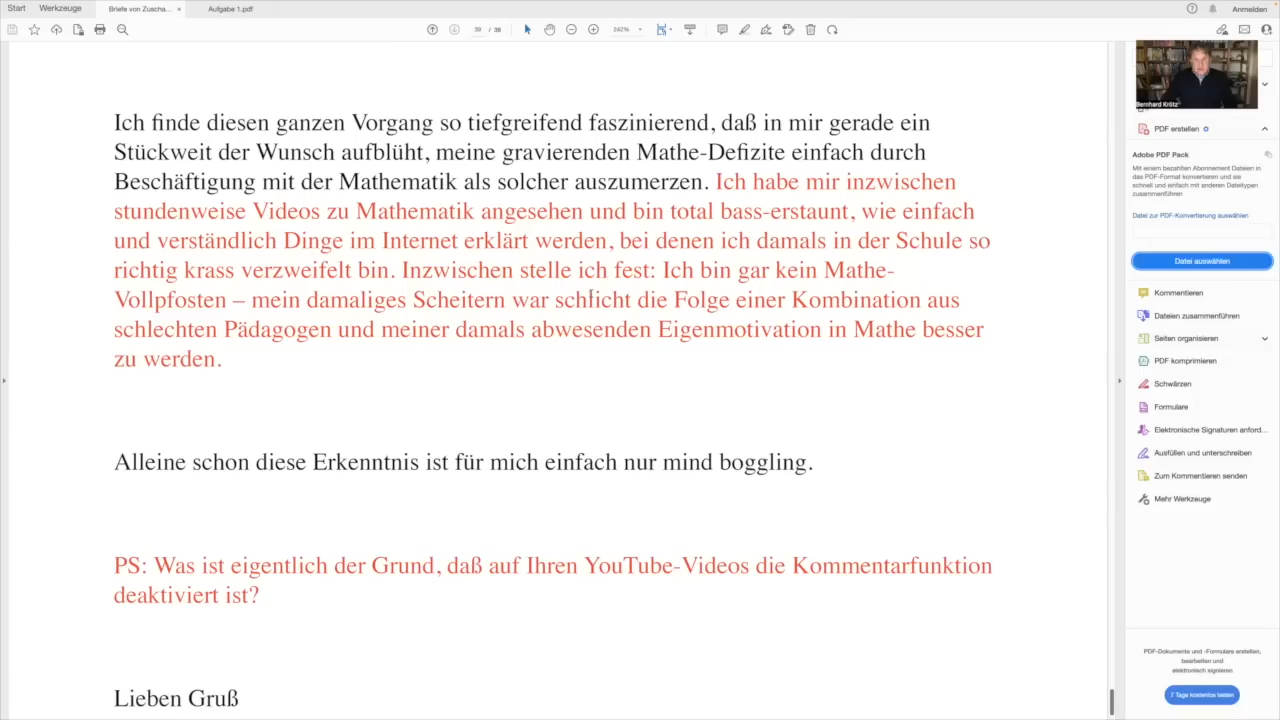 Start Werkzeuge Briefe von Zuscha... × Aufgabe 1.pdf Anmelden
39 / 39 242%
Bernhard Krötz
Ich finde diesen ganzen Vorgang so tiefgreifend faszinierend, daß in mir gerade ein
Stückweit der Wunsch aufblüht, meine gravierenden Mathe-Defizite einfach durch
Beschäftigung mit der Mathematik als solcher auszumerzen. Ich habe mir inzwischen
stundenweise Videos zu Mathematik angesehen und bin total bass-erstaunt, wie einfach
und verständlich Dinge im Internet erklärt werden, bei denen ich damals in der Schule so
richtig krass verzweifelt bin. Inzwischen stelle ich fest: Ich bin gar kein Mathe-
Vollpfosten – mein damaliges Scheitern war schlicht die Folge einer Kombination aus
schlechten Pädagogen und meiner damals abwesenden Eigenmotivation in Mathe besser
zu werden.
Alleine schon diese Erkenntnis ist für mich einfach nur mind boggling.
PS: Was ist eigentlich der Grund, daß auf Ihren YouTube-Videos die Kommentarfunktion
deaktiviert ist?
Lieben Gruß
PDF erstellen
Adobe PDF Pack
Mit einem bezahlten Abonnement Dateien in
das PDF-Format konvertieren und sie
schnell und einfach mit anderen Dateitypen
zusammenführen
Datei zur PDF-Konvertierung auswählen
Datei auswählen
Kommentieren
Dateien zusammenführen
Seiten organisieren
PDF komprimieren
Schwärzen
Formulare
Elektronische Signaturen anford...
Ausfüllen und unterschreiben
Zum Kommentieren senden
Mehr Werkzeuge
PDF-Dokumente und -Formulare erstellen,
bearbeiten und
elektronisch signieren
7 Tage kostenlos testen